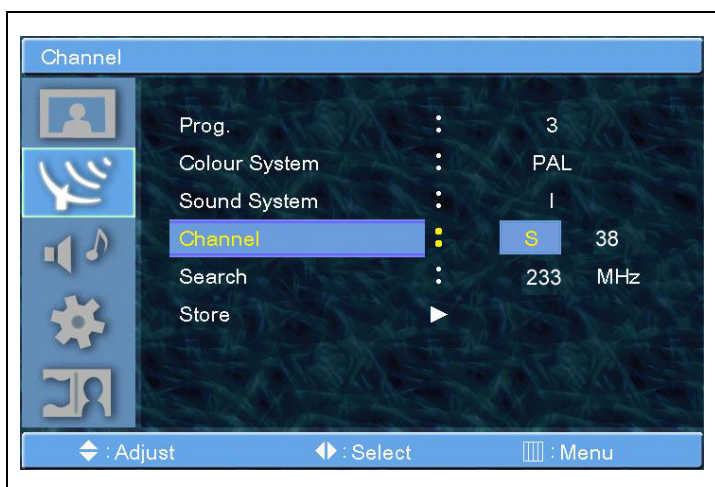 Channel
Prog. : 3
Colour System : PAL
Sound System : I
Channel : S 38
Search : 233 MHz
Store ▶
: Adjust : Select : Menu